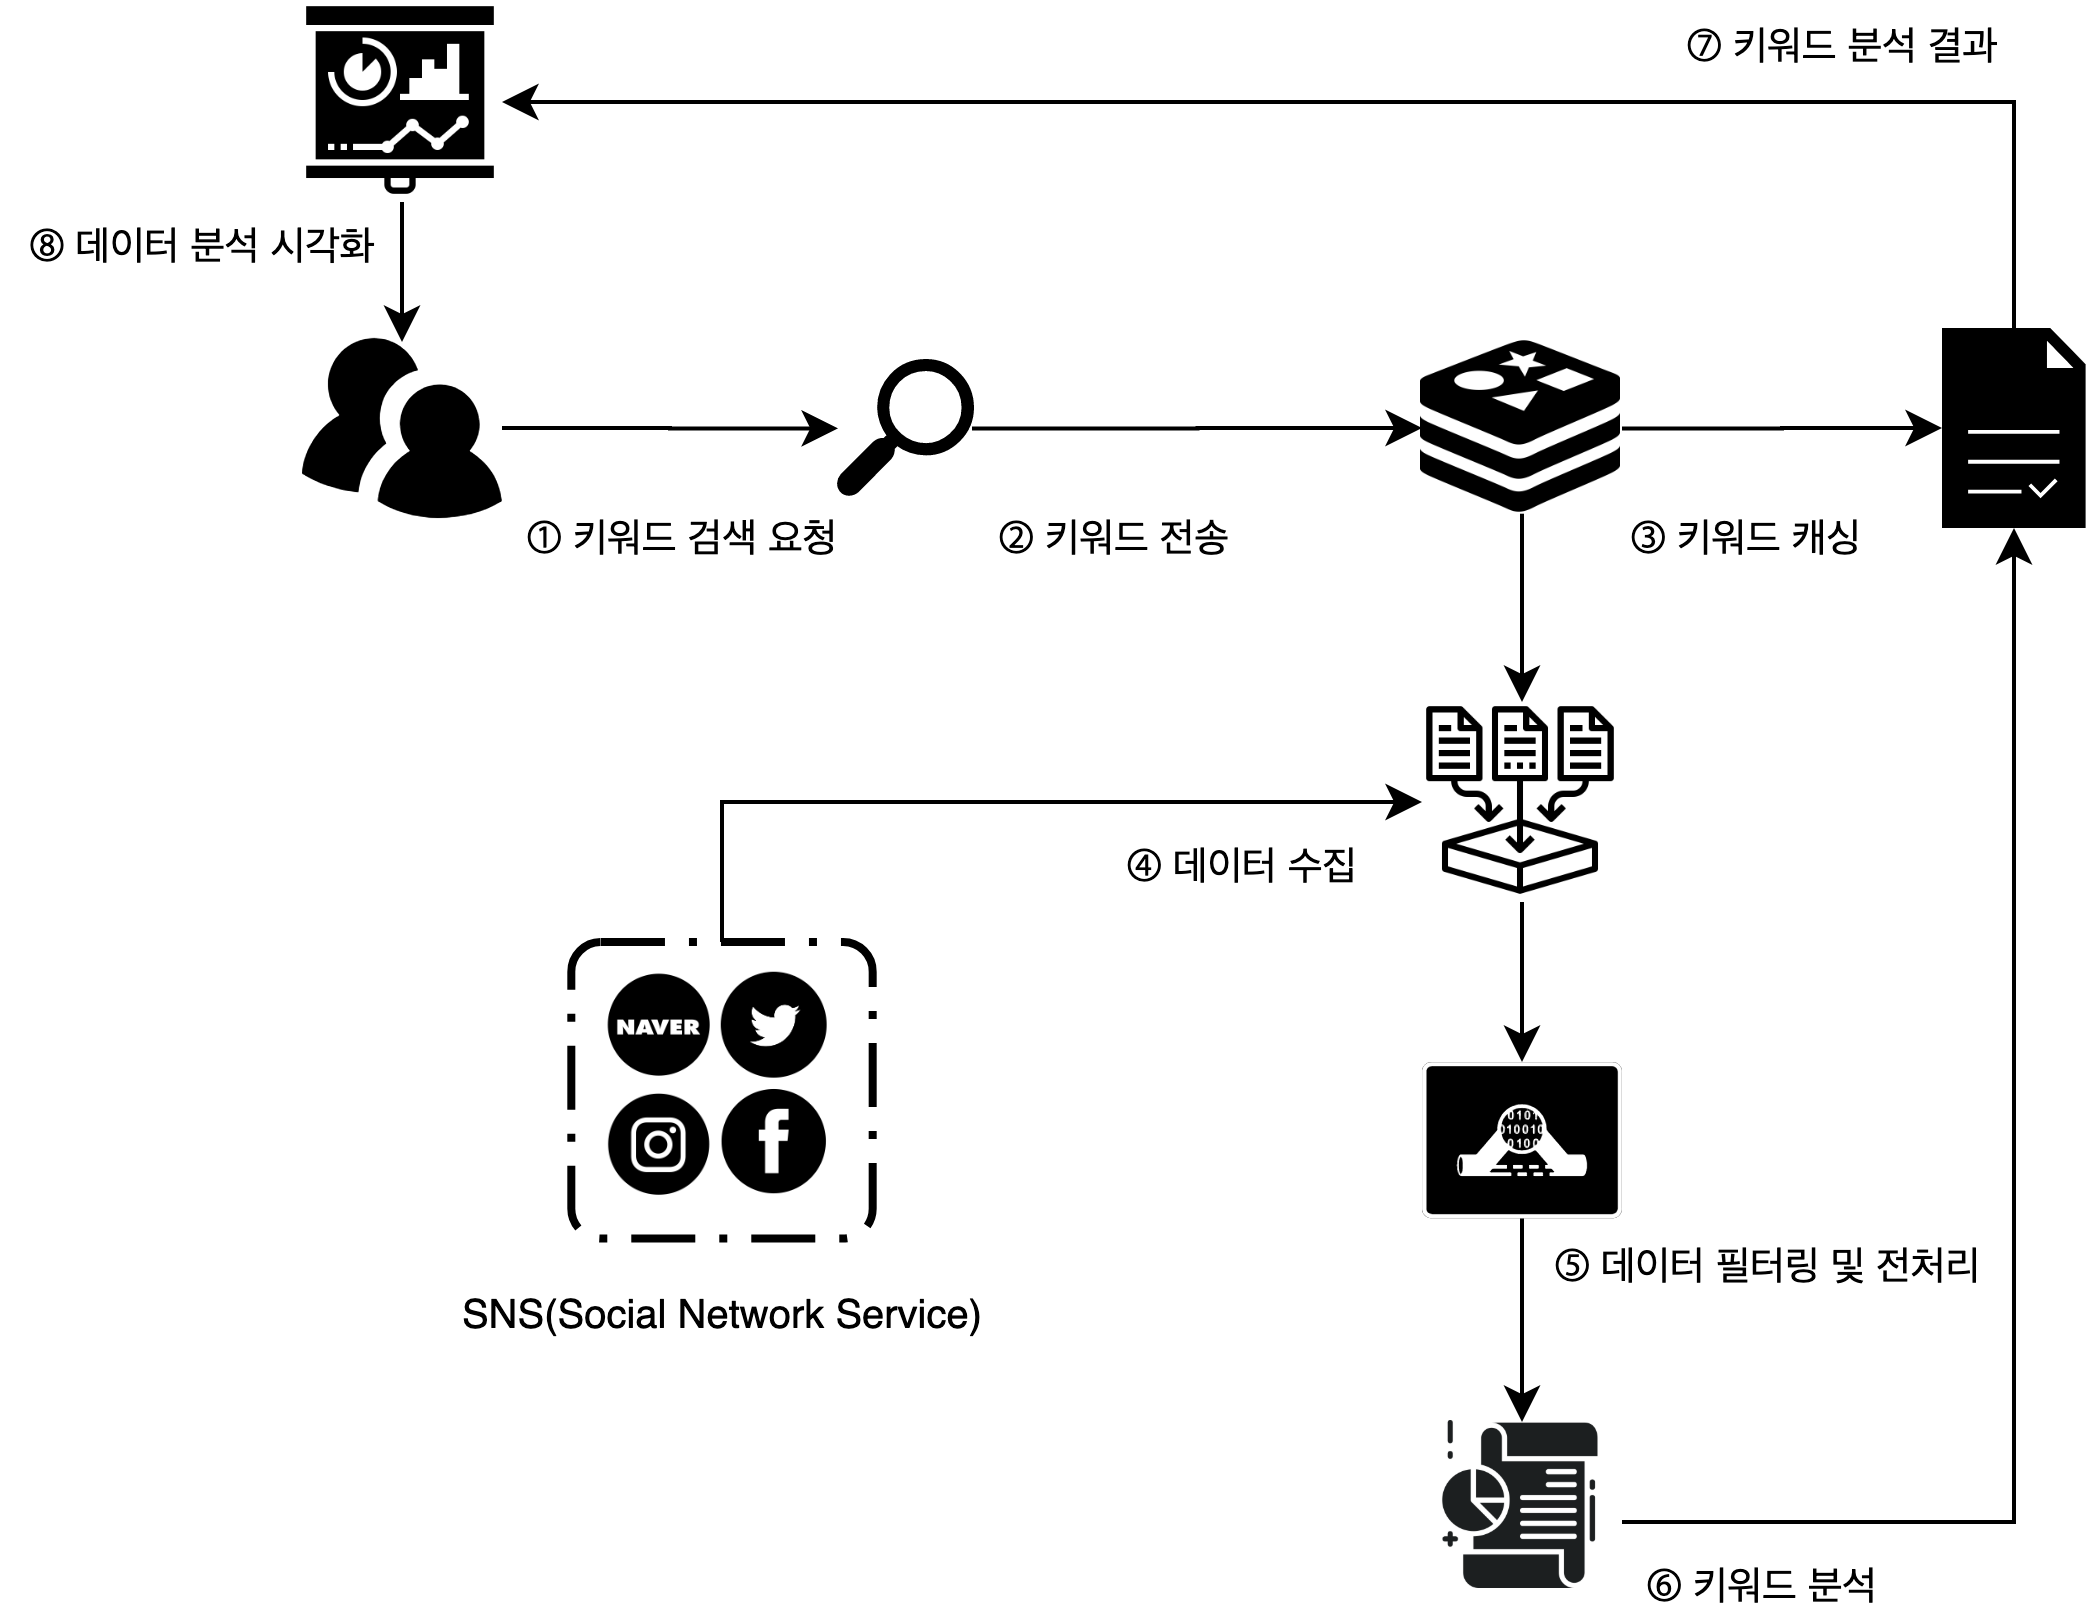 ⑦ 키워드 분석 결과
⑧ 데이터 분석 시각화
① 키워드 검색 요청
② 키워드 전송
③ 키워드 캐싱
④ 데이터 수집
NAVER
0101
010010
0100
⑤ 데이터 필터링 및 전처리
SNS(Social Network Service)
⑥ 키워드 분석